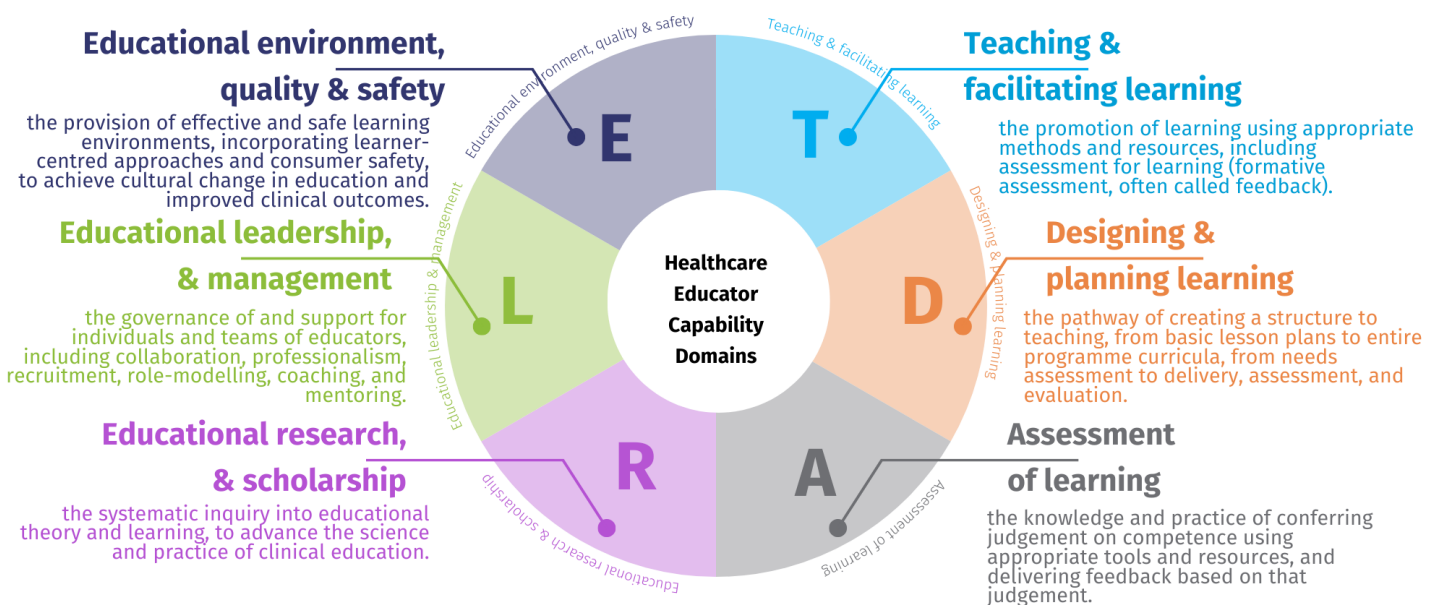 Educational environment,
quality & safety
the provision of effective and safe learning
environments, incorporating learner-
centred approaches and consumer safety,
to achieve cultural change in education and
improved clinical outcomes.
Educational leadership,
& management
the governance of and support for
individuals and teams of educators,
including collaboration, professionalism,
recruitment, role-modelling, coaching, and
mentoring.
Educational research,
& scholarship
the systematic inquiry into educational
theory and learning, to advance the science
and practice of clinical education.
Educational environment, quality & safety
Teaching & facilitating learning
Educational leadership & management
Designing & planning learning
Educational research & scholarship
Assessment of learning
E
T
L
D
R
A
Healthcare
Educator
Capability
Domains
Teaching &
facilitating learning
the promotion of learning using appropriate
methods and resources, including
assessment for learning (formative
assessment, often called feedback).
Designing &
planning learning
the pathway of creating a structure to
teaching, from basic lesson plans to entire
programme curricula, from needs
assessment to delivery, assessment, and
evaluation.
Assessment
of learning
the knowledge and practice of conferring
judgement on competence using
appropriate tools and resources, and
delivering feedback based on that
judgement.